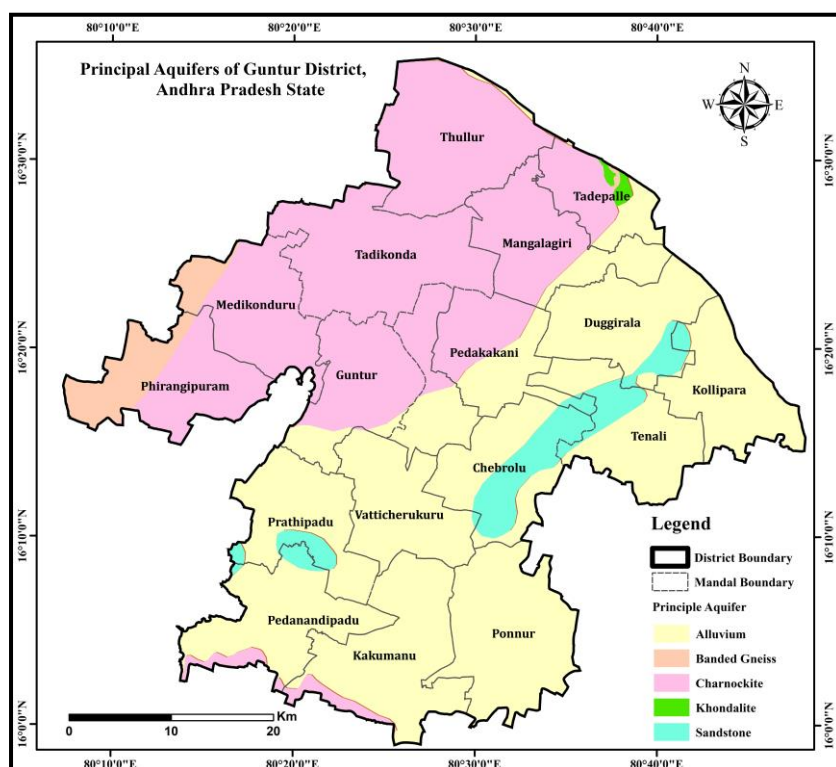 80°10'0"E
80°20'0"E
80°30'0"E
80°40'0"E
Principal Aquifers of Guntur District,
Andhra Pradesh State
N
W
E
S
16°30'0"N
16°30'0"N
Thullur
Tadepalle
Mangalagiri
Tadikonda
Medikonduru
Duggirala
16°20'0"N
16°20'0"N
Pedakakani
Phirangipuram
Guntur
Kollipara
Tenali
Chebrolu
Vatticherukuru
Prathipadu
16°10'0"N
16°10'0"N
Pedanandipadu
Ponnur
Kakumanu
16°0'0"N
16°0'0"N
Legend
District Boundary
Mandal Boundary
Principle Aquifer
Alluvium
Banded Gneiss
Charnockite
Khondalite
Sandstone
Km
0
10
20
80°10'0"E
80°20'0"E
80°30'0"E
80°40'0"E